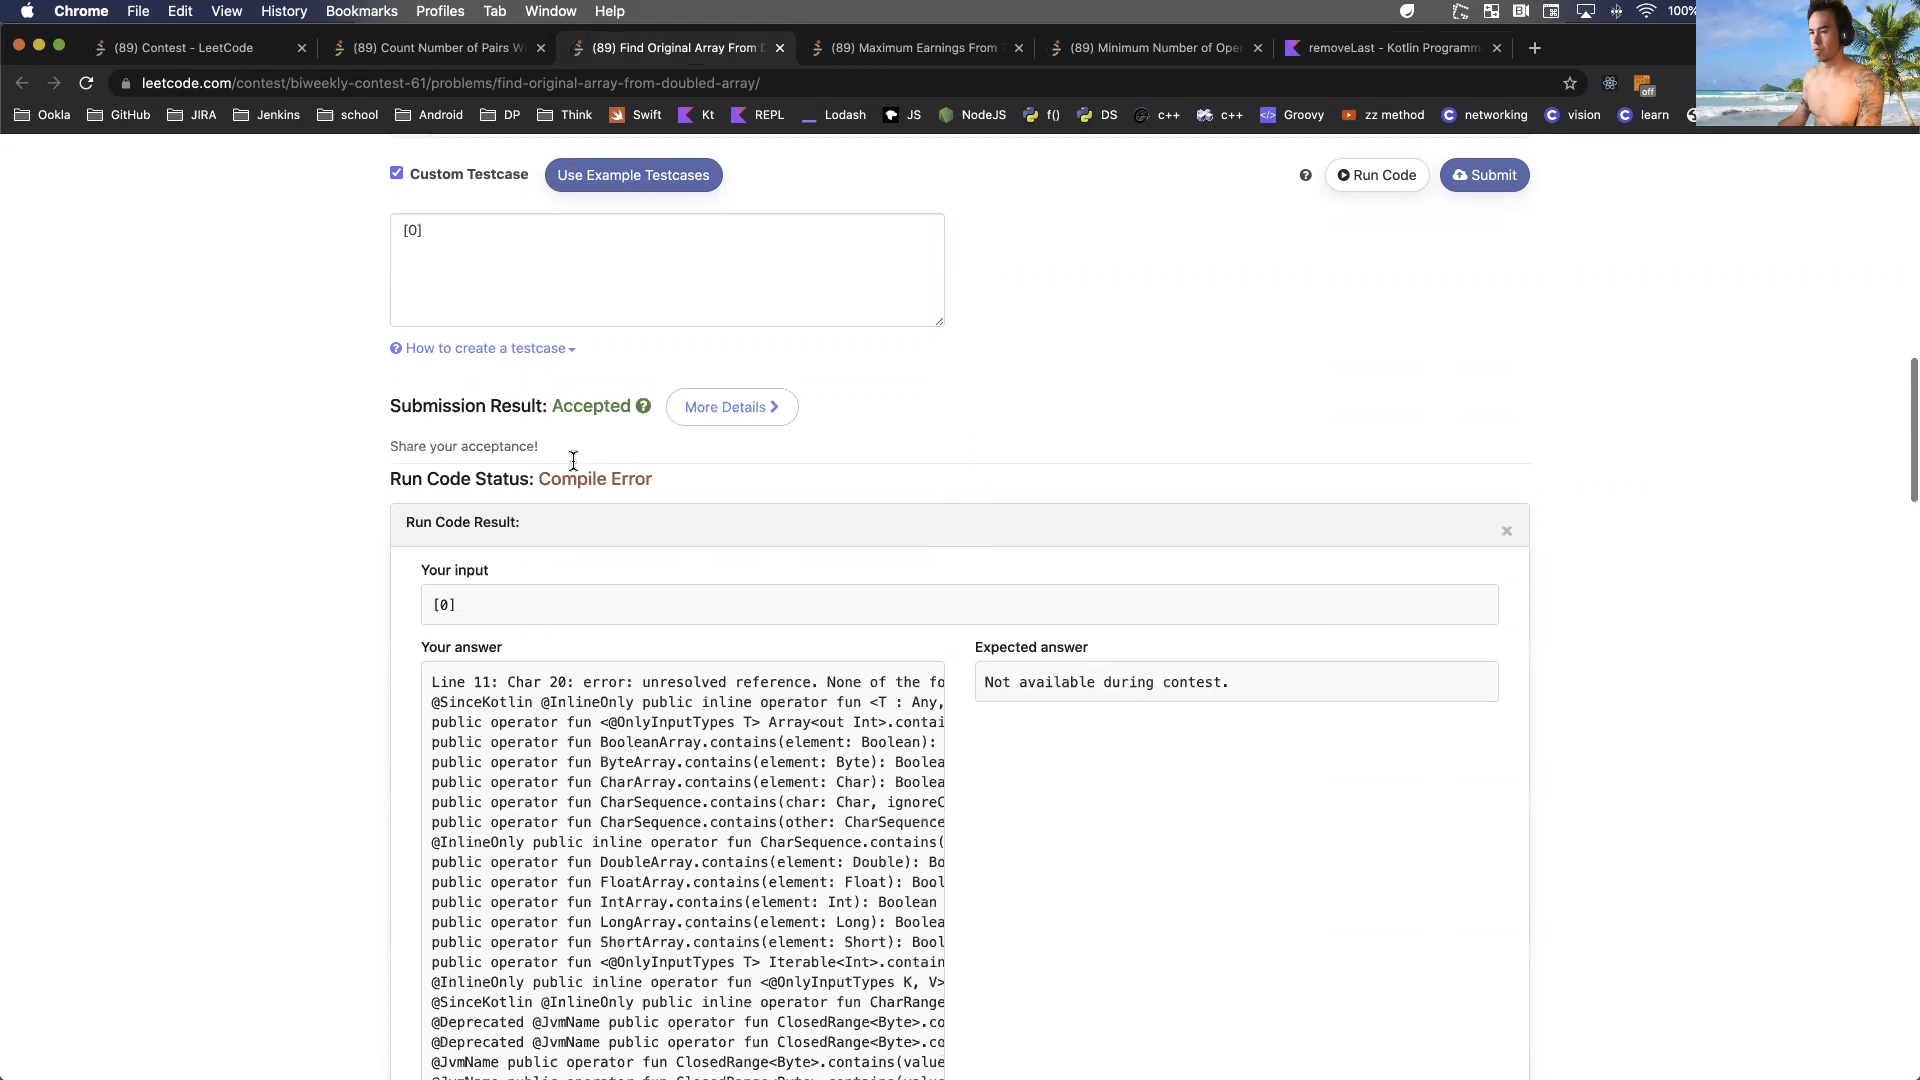 Chrome File Edit View History Bookmarks Profiles Tab Window Help 100%
(89) Contest - LeetCode (89) Count Number of Pairs W (89) Find Original Array From D (89) Maximum Earnings From T (89) Minimum Number of Ope removeLast - Kotlin Programm
leetcode.com/contest/biweekly-contest-61/problems/find-original-array-from-doubled-array/
off
Ookla GitHub JIRA Jenkins school Android DP Think Swift Kt REPL Lodash JS NodeJS f() DS c++ c++ Groovy zz method networking vision learn
Custom Testcase Use Example Testcases Run Code Submit
[0]
How to create a testcase
Submission Result: Accepted More Details
Share your acceptance!
Run Code Status: Compile Error
Run Code Result:
Your input
[0]
Your answer Expected answer
Line 11: Char 20: error: unresolved reference. None of the fo Not available during contest.
@SinceKotlin @InlineOnly public inline operator fun <T : Any,
public operator fun <@OnlyInputTypes T> Array<out Int>.contai
public operator fun BooleanArray.contains(element: Boolean):
public operator fun ByteArray.contains(element: Byte): Boolea
public operator fun CharArray.contains(element: Char): Boolea
public operator fun CharSequence.contains(char: Char, ignoreC
public operator fun CharSequence.contains(other: CharSequence
@InlineOnly public inline operator fun CharSequence.contains(
public operator fun DoubleArray.contains(element: Double): Bo
public operator fun FloatArray.contains(element: Float): Bool
public operator fun IntArray.contains(element: Int): Boolean
public operator fun LongArray.contains(element: Long): Boolea
public operator fun ShortArray.contains(element: Short): Bool
public operator fun <@OnlyInputTypes T> Iterable<Int>.contain
@InlineOnly public inline operator fun <@OnlyInputTypes K, V>
@SinceKotlin @InlineOnly public inline operator fun CharRange
@Deprecated @JvmName public operator fun ClosedRange<Byte>.co
@Deprecated @JvmName public operator fun ClosedRange<Byte>.co
@JvmName public operator fun ClosedRange<Byte>.contains(value